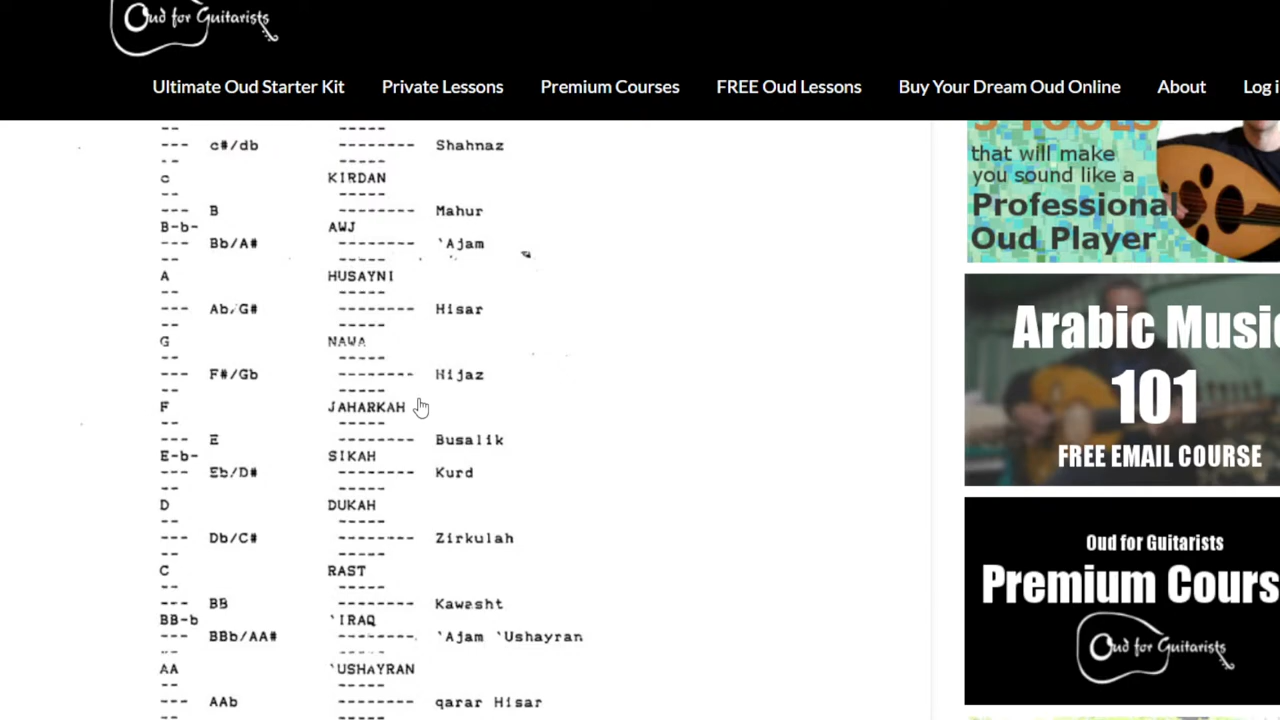 Oud for Guitarists
Ultimate Oud Starter Kit Private Lessons Premium Courses FREE Oud Lessons Buy Your Dream Oud Online About Log i
-- -----
--- c#/db -------- Shahnaz
-- -----
c KIRDAN
-- -----
--- B -------- Mahur
B-b- AWJ
--- Bb/A# -------- `Ajam
-- -----
A HUSAYNI
-- -----
--- Ab/G# -------- Hisar
-- -----
G NAWA
-- -----
--- F#/Gb -------- Hijaz
-- -----
F JAHARKAH
-- -----
--- E -------- Busalik
E-b- SIKAH
--- Eb/D# -------- Kurd
-- -----
D DUKAH
-- -----
--- Db/C# -------- Zirkulah
-- -----
C RAST
-- -----
--- BB -------- Kawasht
BB-b `IRAQ
--- BBb/AA# -------- `Ajam `Ushayran
-- -----
AA `USHAYRAN
-- -----
--- AAb -------- qarar Hisar
-- -----
that will make
you sound like a
Professional
Oud Player
Arabic Music
101
FREE EMAIL COURSE
Oud for Guitarists
Premium Cours
Oud for Guitarists